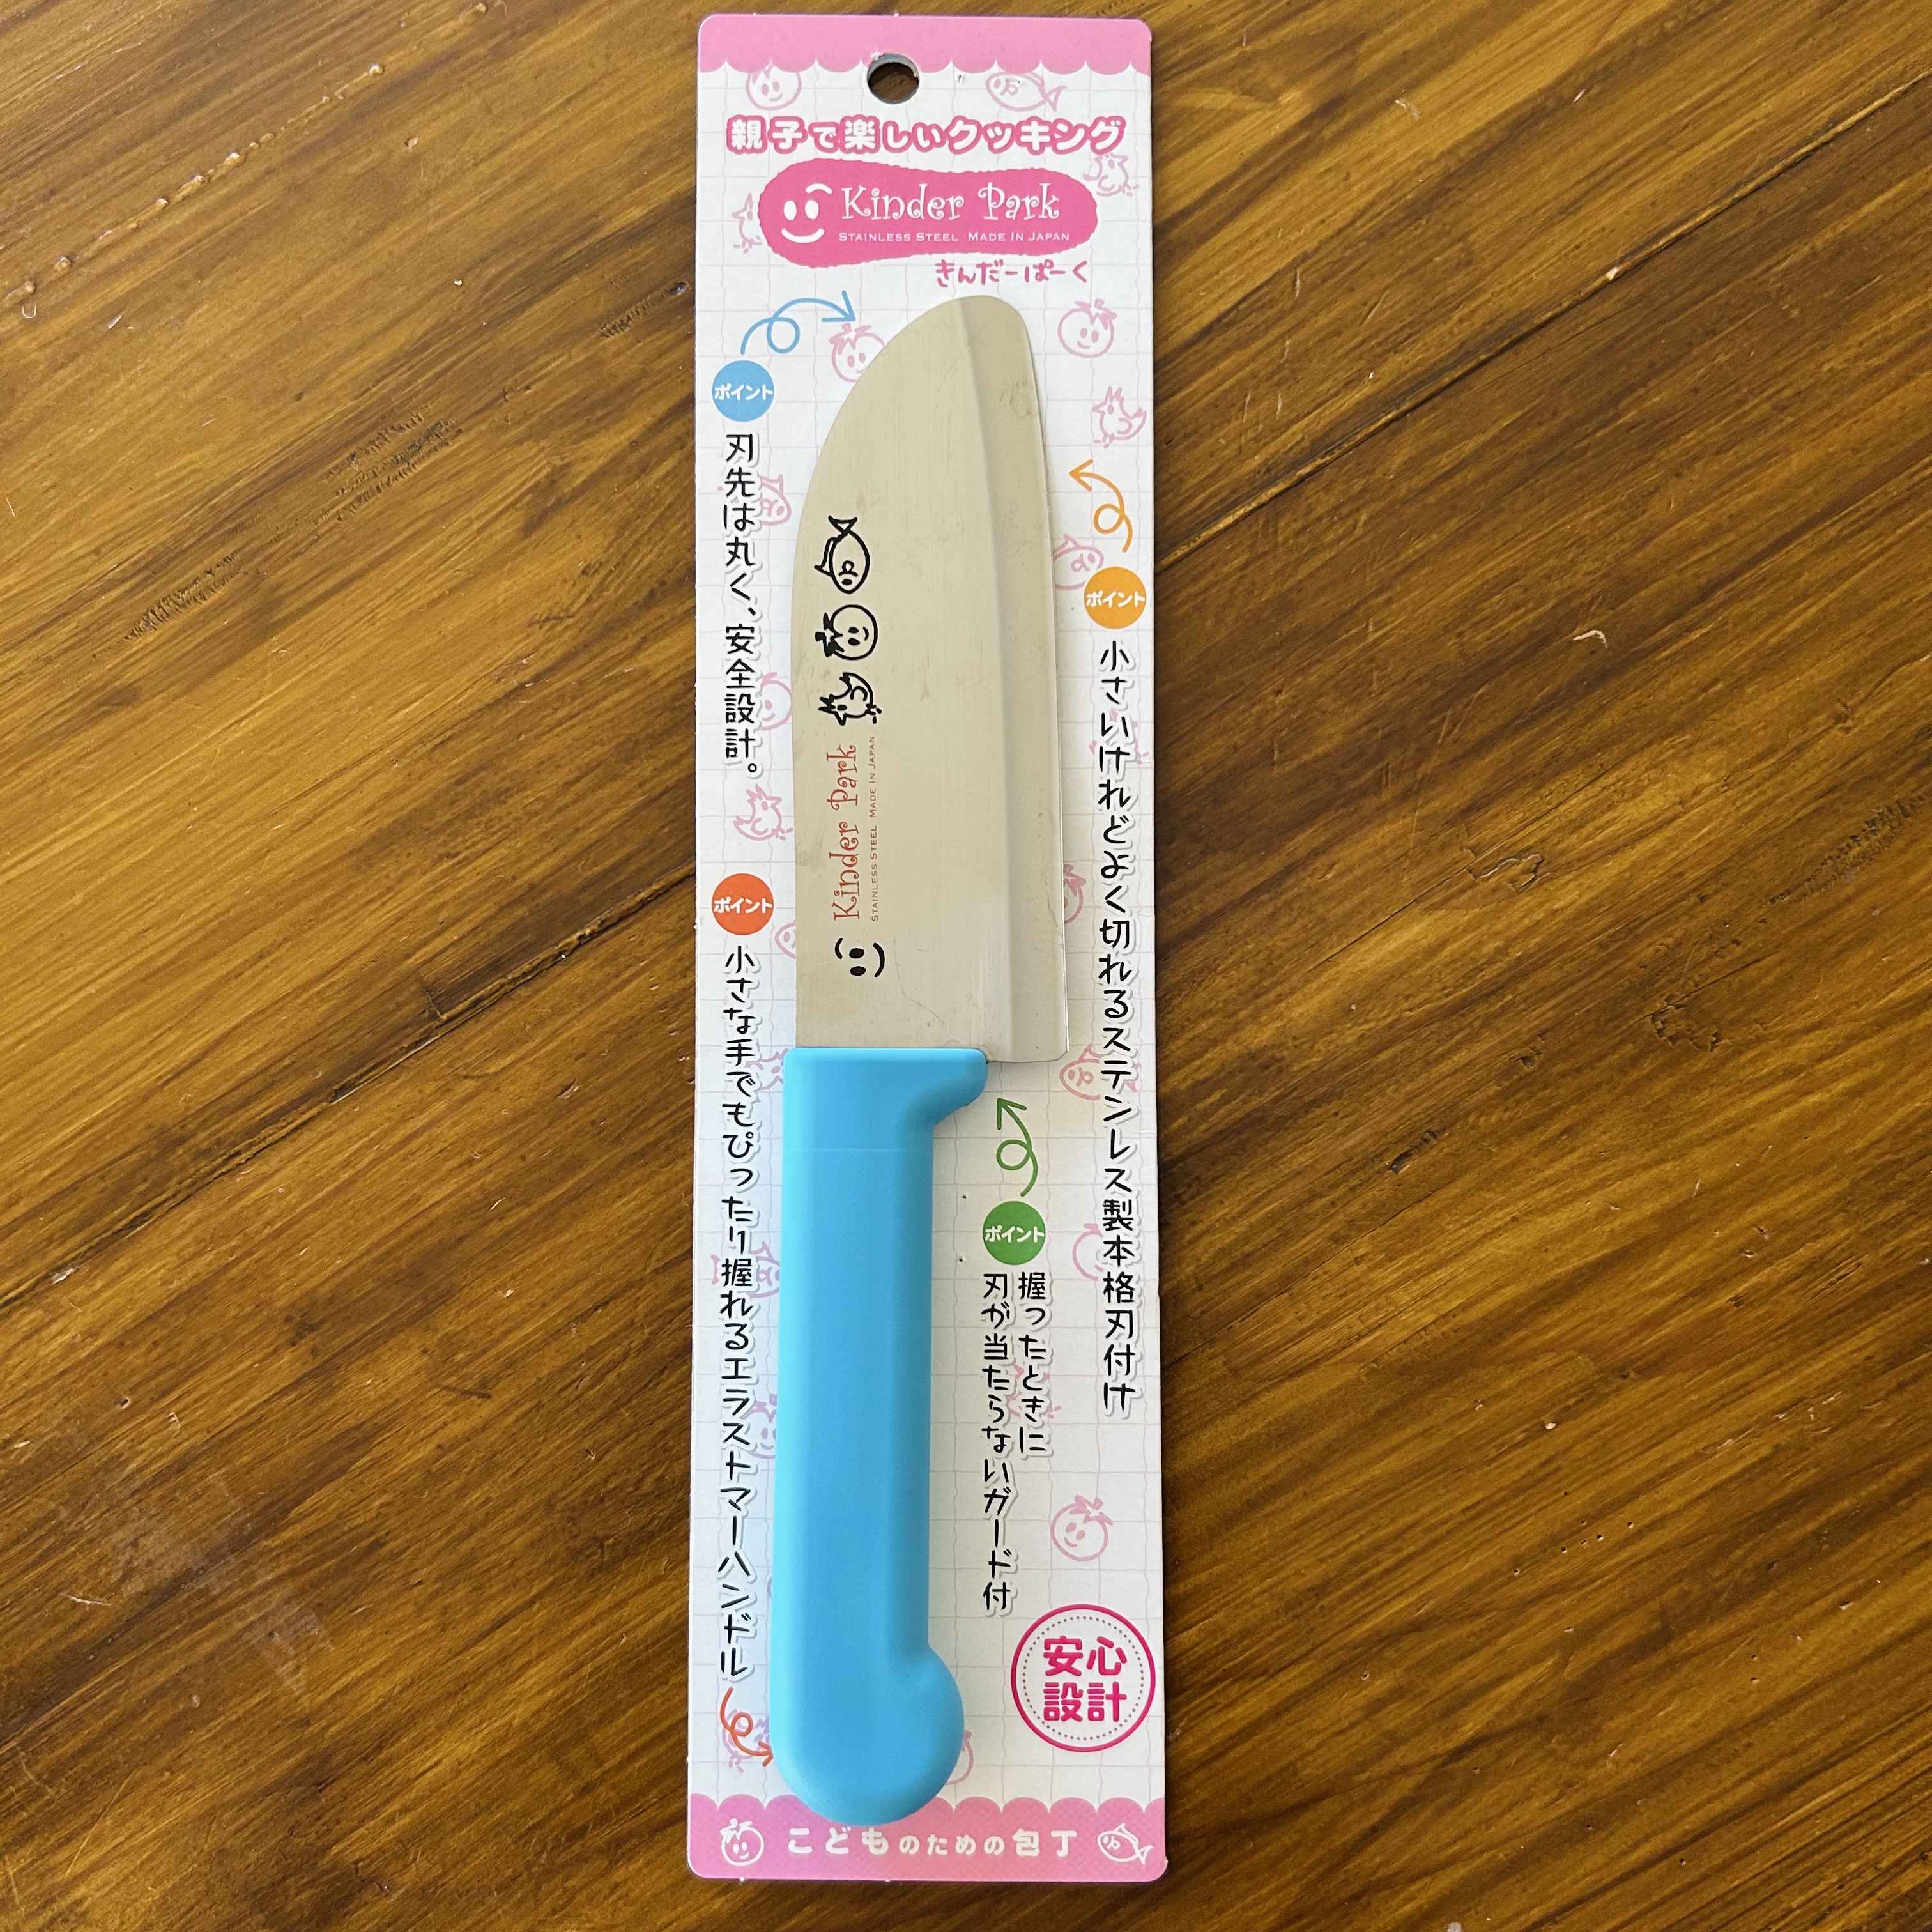 親子で楽しいクッキング
Kinder Park
STAINLESS STEEL MADE IN JAPAN
きんだーぱーく
ポイント
刃先は丸く、安全設計。
ポイント
小さいけれどよく切れるステンレス製本格刃付け
Kinder Park
STAINLESS STEEL MADE IN JAPAN
ポイント
小さな手でもぴったり握れるエラストマーハンドル
ポイント
握ったときに
刃が当たらないガード付
安心
設計
こどものための包丁